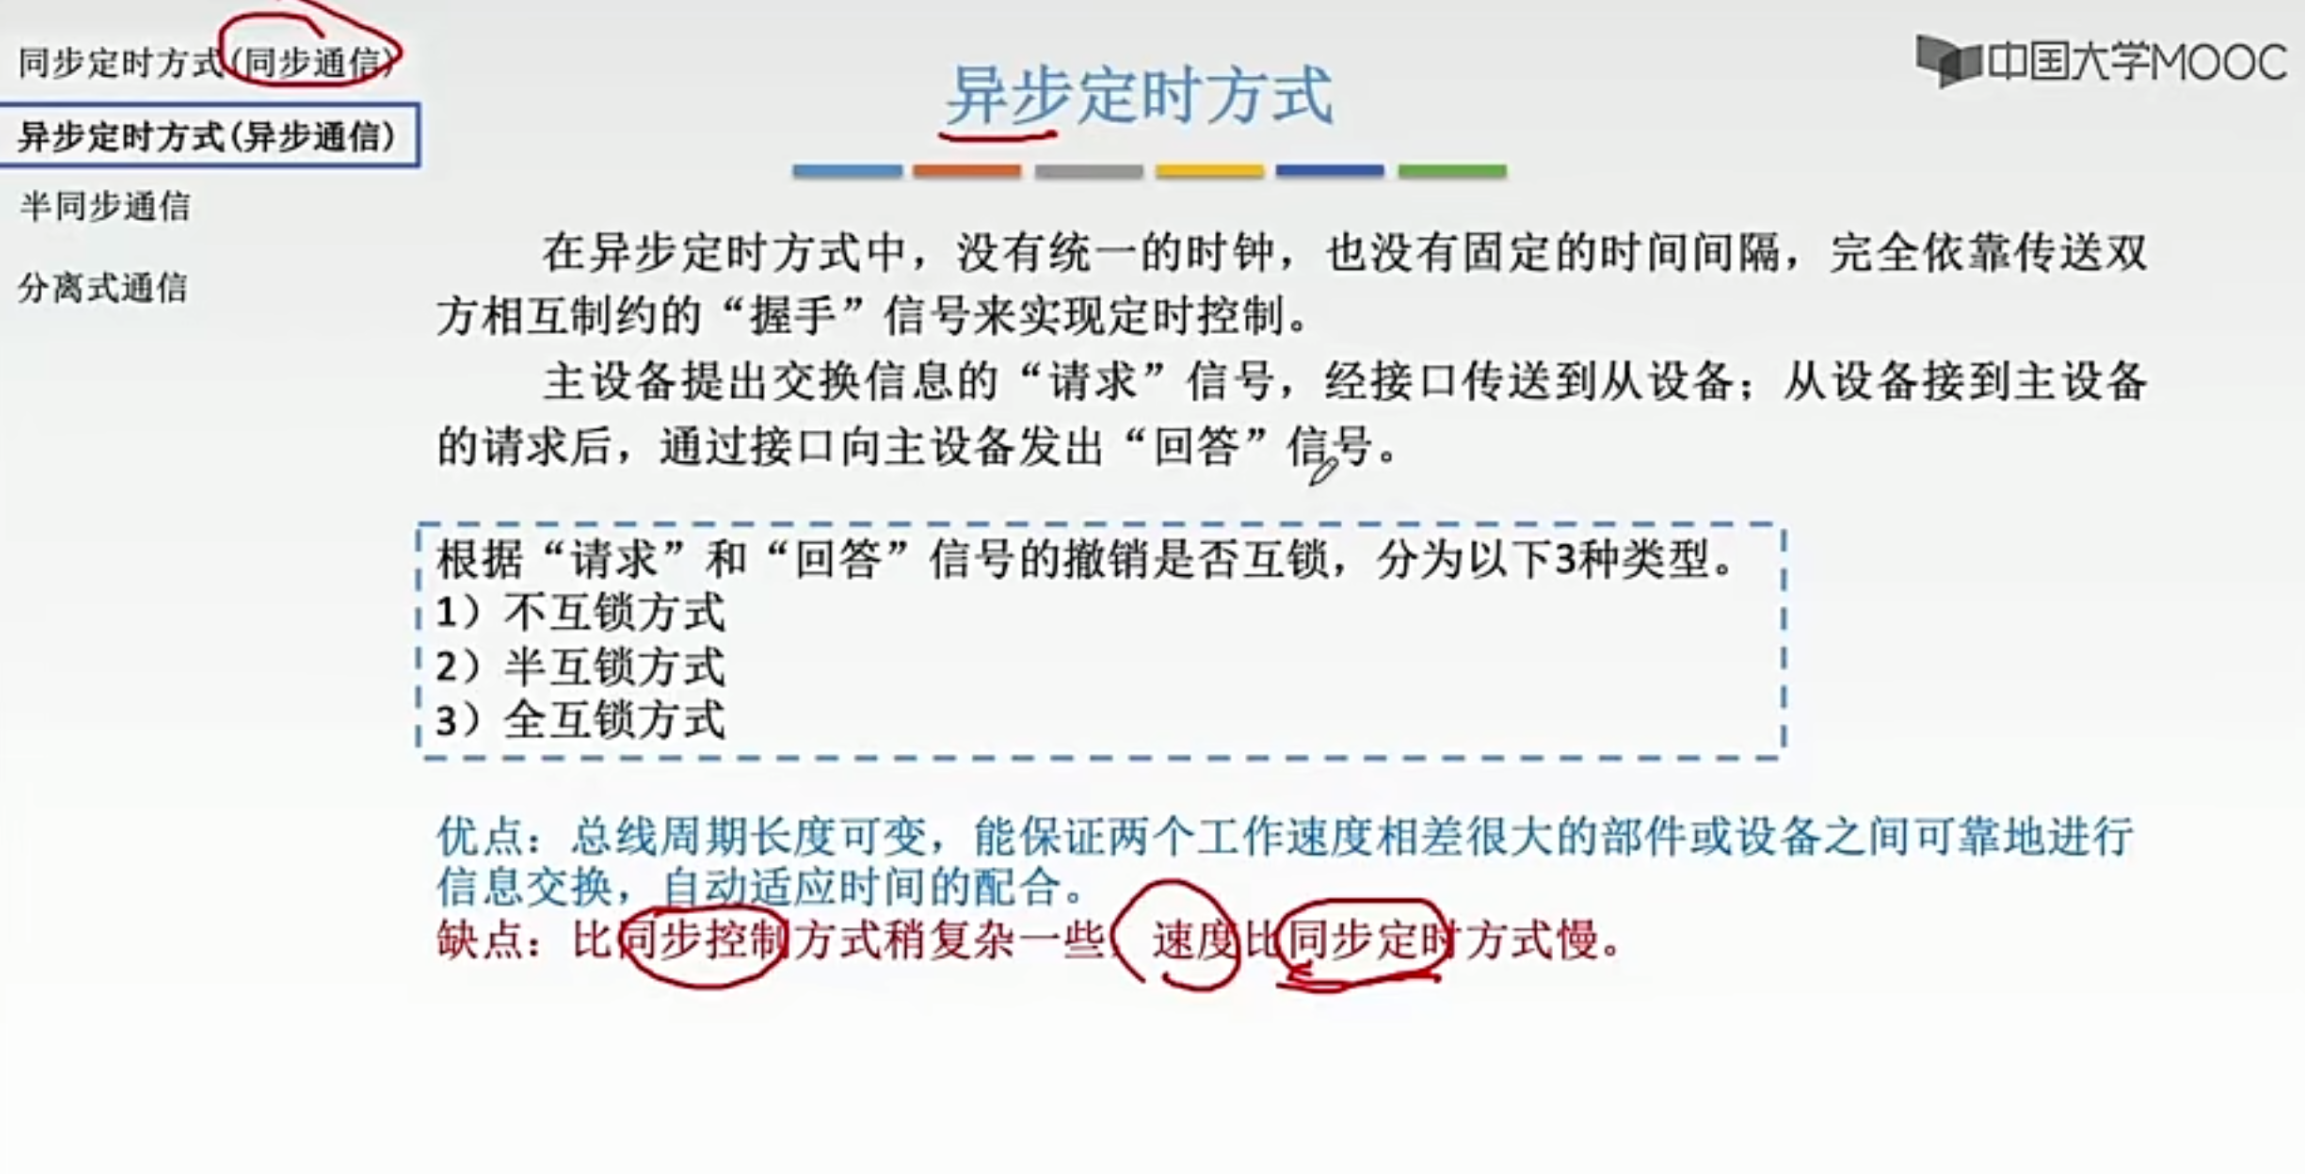 同步定时方式(同步通信)
异步定时方式(异步通信)
半同步通信
分离式通信
中国大学MOOC
异步定时方式
在异步定时方式中，没有统一的时钟，也没有固定的时间间隔，完全依靠传送双
方相互制约的“握手”信号来实现定时控制。
主设备提出交换信息的“请求”信号，经接口传送到从设备；从设备接到主设备
的请求后，通过接口向主设备发出“回答”信号。
根据“请求”和“回答”信号的撤销是否互锁，分为以下3种类型。
1）不互锁方式
2）半互锁方式
3）全互锁方式
优点：总线周期长度可变，能保证两个工作速度相差很大的部件或设备之间可靠地进行
信息交换，自动适应时间的配合。
缺点：比同步控制方式稍复杂一些，速度比同步定时方式慢。